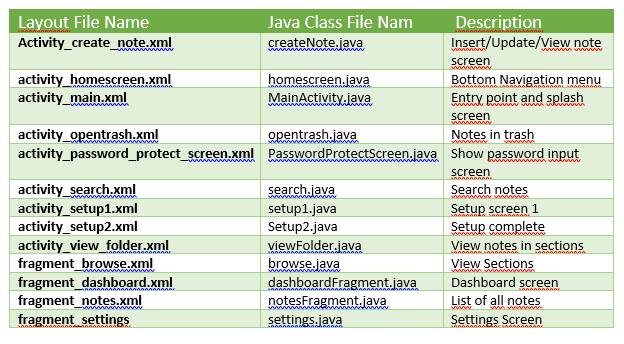 Layout File Name Java Class File Nam Description
Activity_create_note.xml createNote.java Insert/Update/View note
screen
activity_homescreen.xml homescreen.java Bottom Navigation menu
activity_main.xml MainActivity.java Entry point and splash
screen
activity_opentrash.xml opentrash.java Notes in trash
activity_password_protect_screen.xml PasswordProtectScreen.java Show password input
screen
activity_search.xml search.java Search notes
activity_setup1.xml setup1.java Setup screen 1
activity_setup2.xml Setup2.java Setup complete
activity_view_folder.xml viewFolder.java View notes in sections
fragment_browse.xml browse.java View Sections
fragment_dashboard.xml dashboardFragment.java Dashboard screen
fragment_notes.xml notesFragment.java List of all notes
fragment_settings settings.java Settings Screen